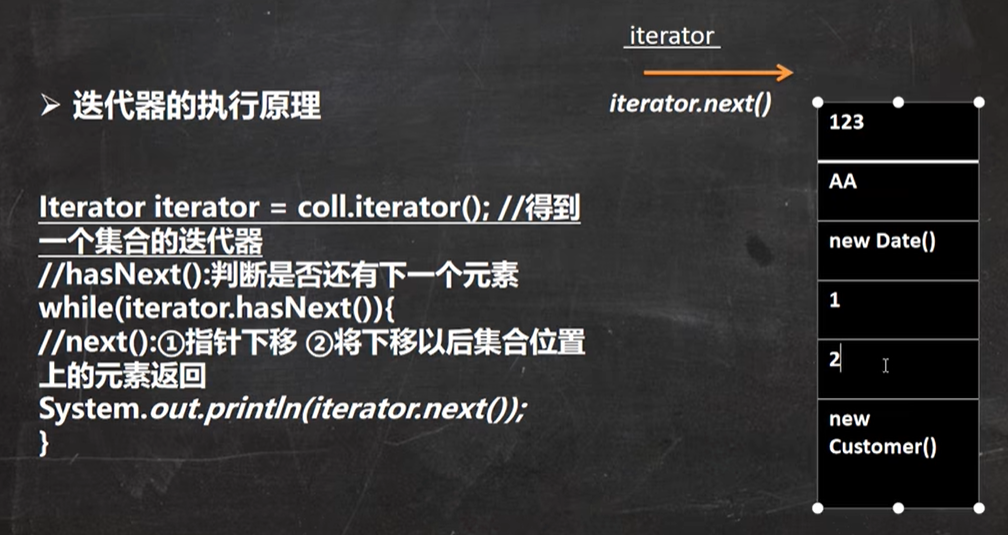 iterator
iterator.next()
➢ 迭代器的执行原理
Iterator iterator = coll.iterator(); //得到
一个集合的迭代器
//hasNext():判断是否还有下一个元素
while(iterator.hasNext()){
//next():①指针下移 ②将下移以后集合位置
上的元素返回
System.out.println(iterator.next());
}
123
AA
new Date()
1
2
new
Customer()